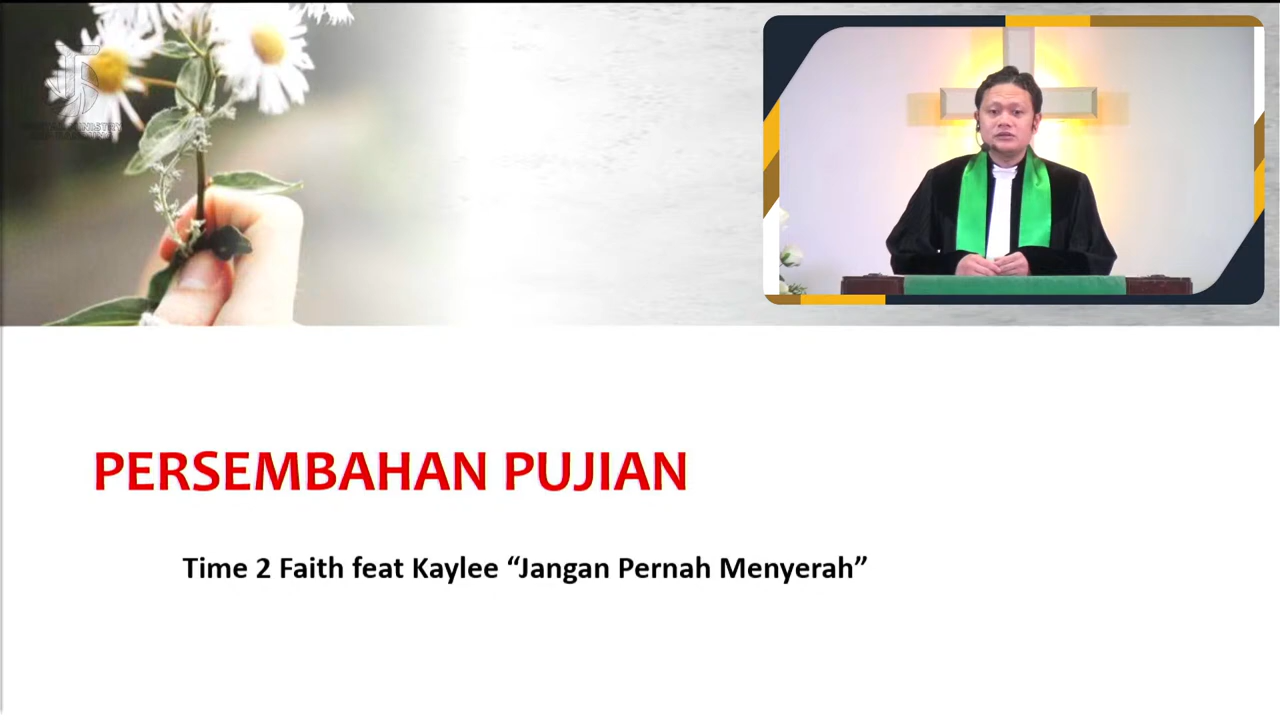 PERSEMBAHAN PUJIAN
Time 2 Faith feat Kaylee “Jangan Pernah Menyerah”